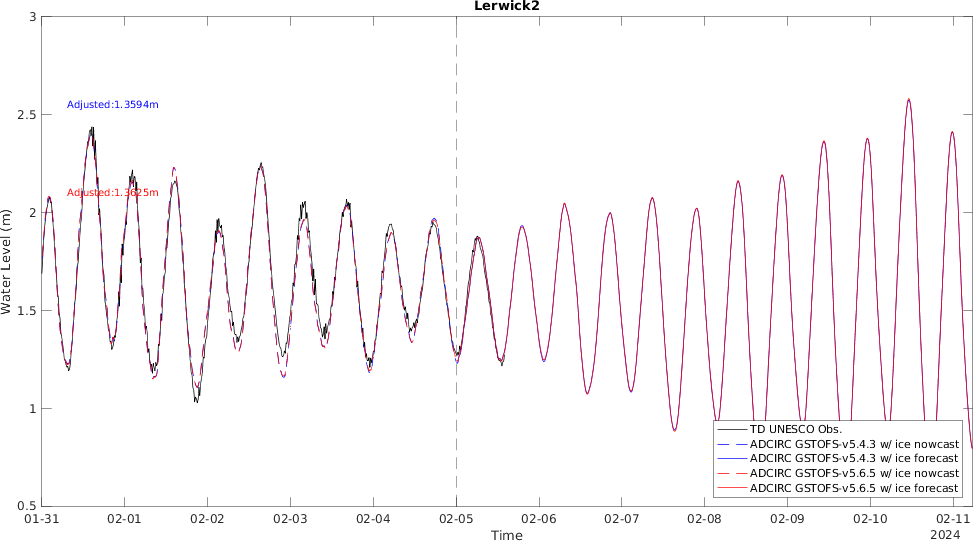 Lerwick2
3
2.5
2
1.5
1
0.5
Water Level (m)
Adjusted:1.3594m
Adjusted:1.3625m
TD UNESCO Obs.
ADCIRC GSTOFS-v5.4.3 w/ ice nowcast
ADCIRC GSTOFS-v5.4.3 w/ ice forecast
ADCIRC GSTOFS-v5.6.5 w/ ice nowcast
ADCIRC GSTOFS-v5.6.5 w/ ice forecast
01-31 02-01 02-02 02-03 02-04 02-05 02-06 02-07 02-08 02-09 02-10 02-11
2024
Time